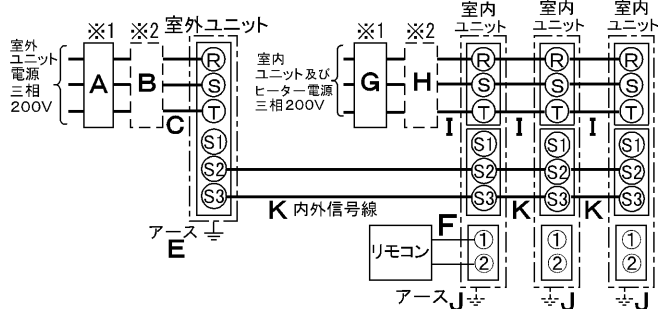 ※1
※2
室外ユニット
室外
ユニット
電源
三相
200V
A
B
C
R
S
T
S1
S2
S3
アース
E
※1
※2
室内
ユニット及び
ヒーター電源
三相200V
G
H
室内
ユニット
室内
ユニット
室内
ユニット
R
S
T
R
S
T
R
S
T
I
I
I
S1
S2
S3
S1
S2
S3
S1
S2
S3
K 内外信号線
K
K
F
リモコン
①
②
①
②
①
②
アース
J
J
J